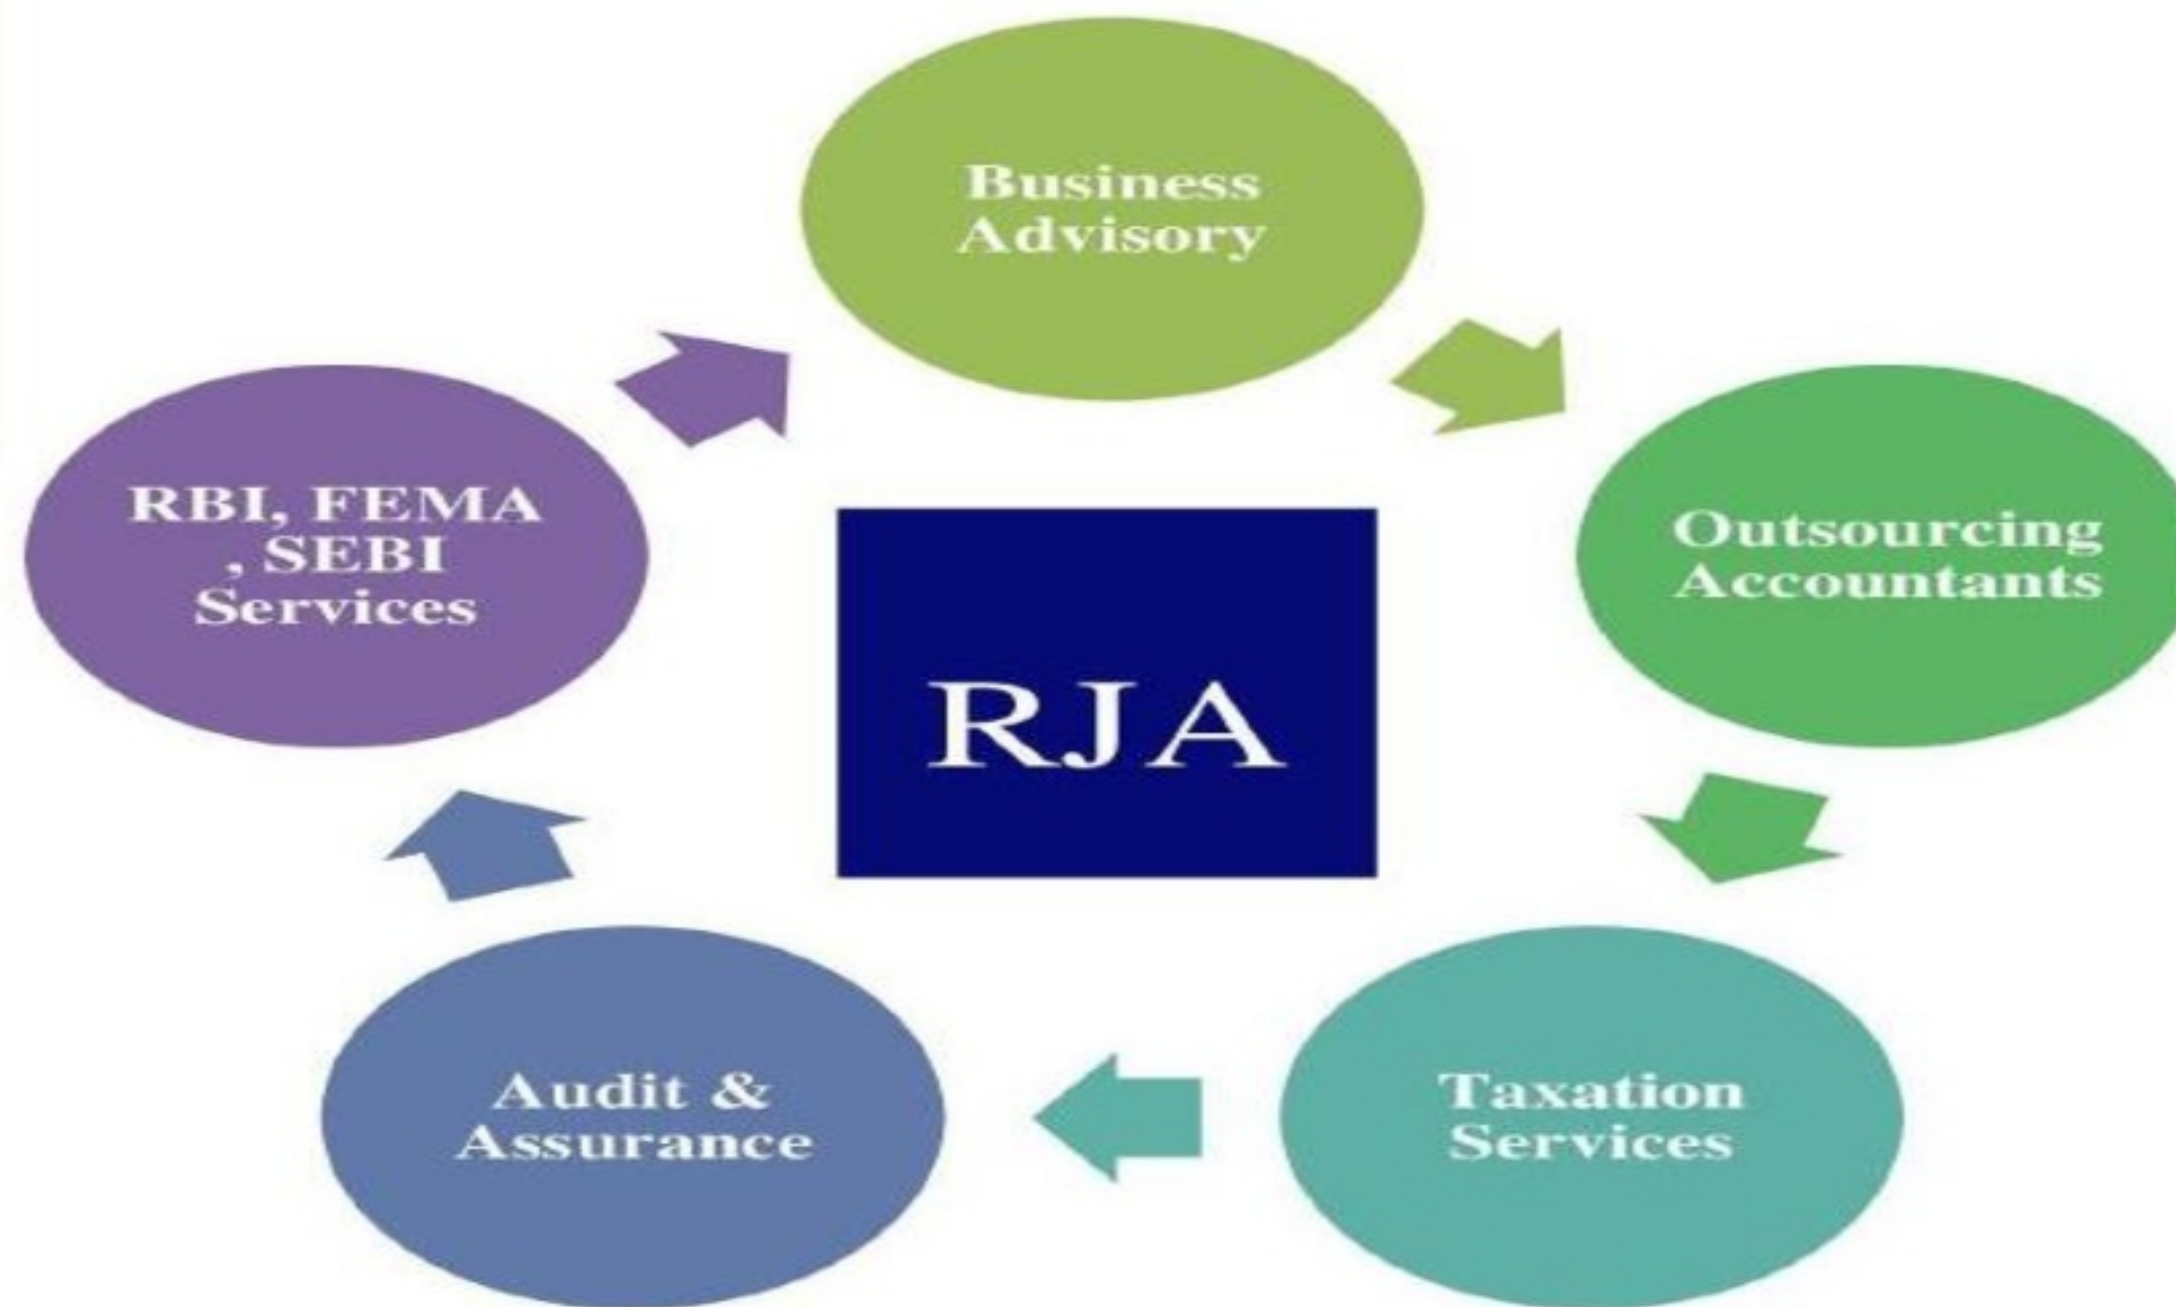 Business
Advisory
Outsourcing
Accountants
Taxation
Services
Audit &
Assurance
RBI, FEMA
, SEBI
Services
RJA